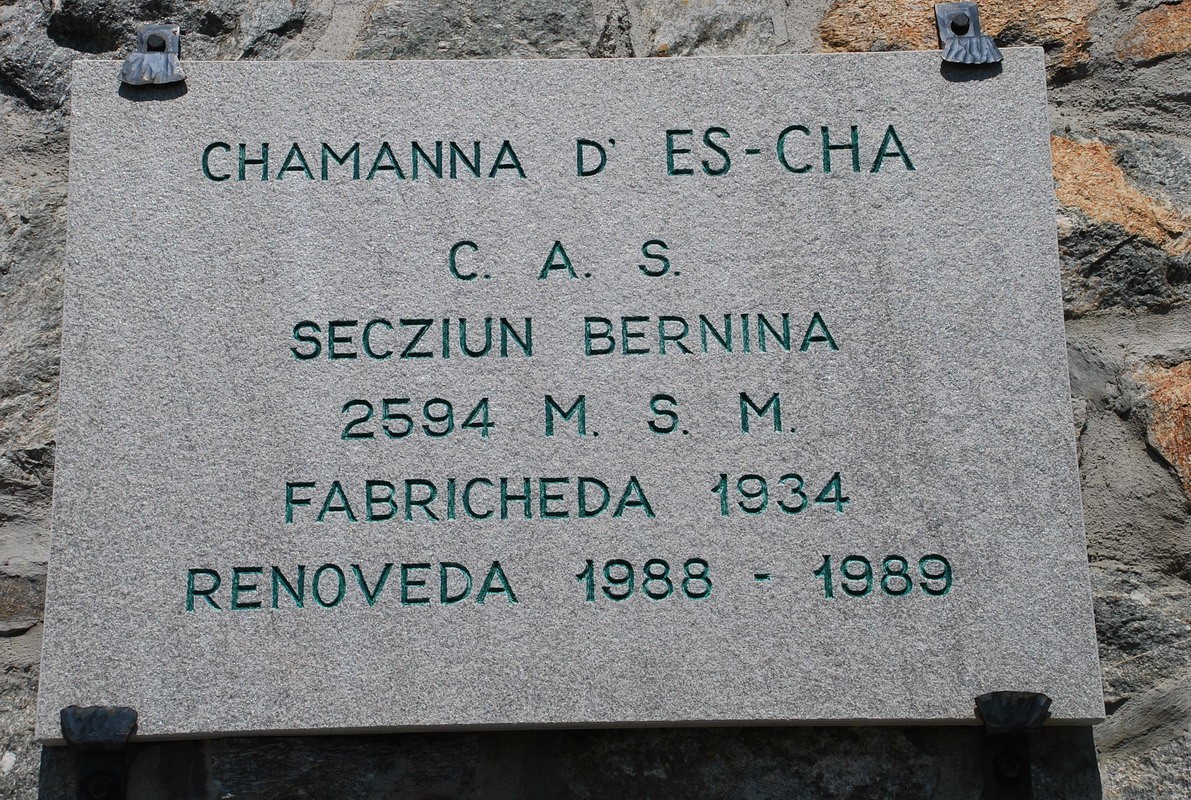 CHAMANNA D' ES-CHA
C. A. S.
SECZIUN BERNINA
2594 M. S. M.
FABRICHEDA 1934
RENOVEDA 1988 - 1989